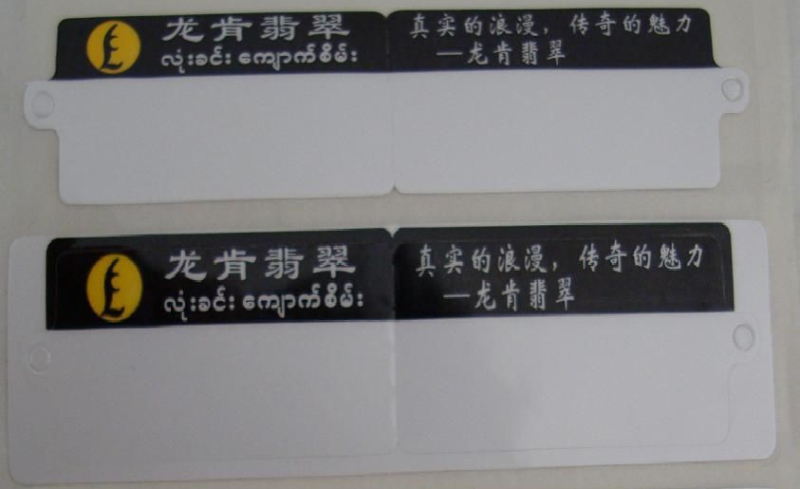 龙肯翡翠
လုံးခင်း ကျောက်စိမ်း
真实的浪漫，传奇的魅力
—龙肯翡翠
龙肯翡翠
လုံးခင်း ကျောက်စိမ်း
真实的浪漫，传奇的魅力
—龙肯翡翠